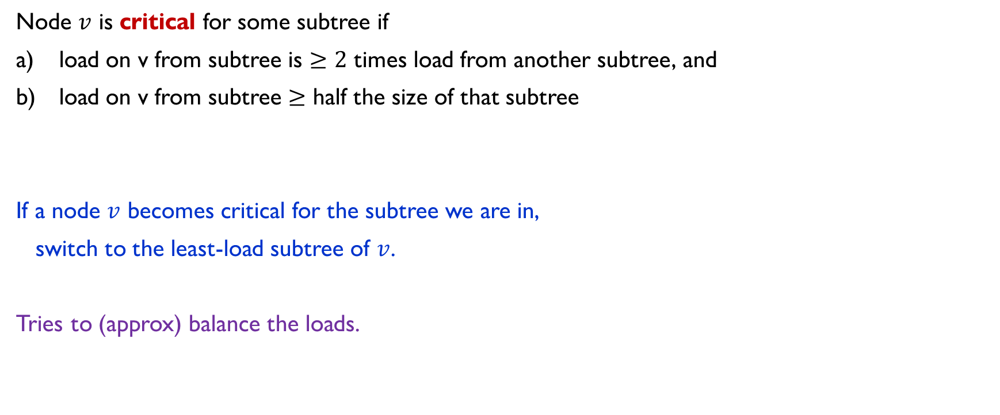 Node 𝑣 is critical for some subtree if
a) load on v from subtree is ≥ 2 times load from another subtree, and
b) load on v from subtree ≥ half the size of that subtree
If a node 𝑣 becomes critical for the subtree we are in,
switch to the least-load subtree of 𝑣.
Tries to (approx) balance the loads.